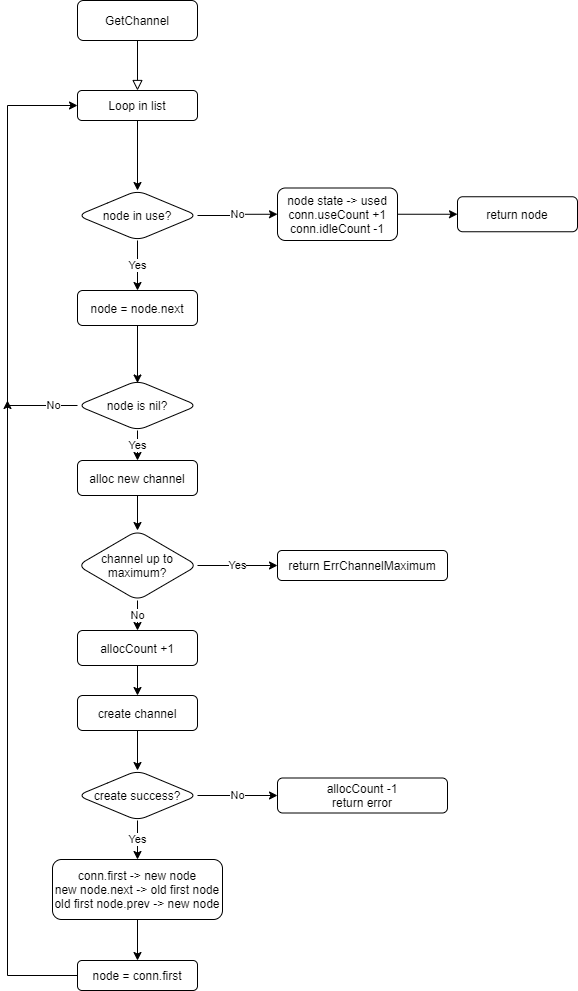 GetChannel
Loop in list
node in use?
No
node state -> used
conn.useCount +1
conn.idleCount -1
return node
Yes
node = node.next
node is nil?
No
Yes
alloc new channel
channel up to
maximum?
Yes
return ErrChannelMaximum
No
allocCount +1
create channel
create success?
No
allocCount -1
return error
Yes
conn.first -> new node
new node.next -> old first node
old first node.prev -> new node
node = conn.first